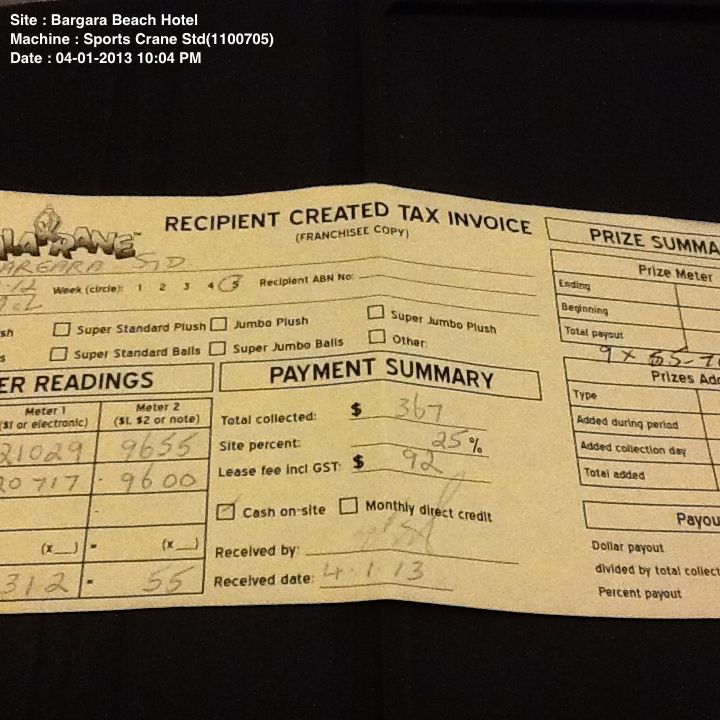 Site : Bargara Beach Hotel
Machine : Sports Crane Std(1100705)
Date : 04-01-2013 10:04 PM
RECIPIENT CREATED TAX INVOICE
(FRANCHISEE COPY)
BARGARA STD
Week (circle): 1 2 3 4 5 Recipient ABN No:
Super Standard Plush Jumbo Plush Super Jumbo Plush
Super Standard Balls Super Jumbo Balls Other:
ER READINGS
Meter 1 Meter 2
($1 or electronic) ($1, $2 or note)
21029 9655
20717 9600
(x__) = (x__)
312 = 55
PAYMENT SUMMARY
Total collected: $ 367
Site percent: 25 %
Lease fee incl GST: $ 92
Cash on-site Monthly direct credit
Received by:
Received date: 4.1.13
PRIZE SUMMA
Prize Meter
Ending
Beginning
Total payout
Prizes Add
Type
Added during period
Added collection day
Total added
Payou
Dollar payout
divided by total collect
Percent payout